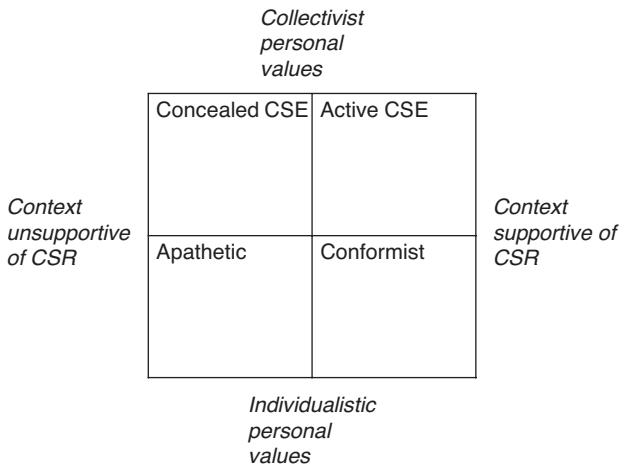 Collectivist
personal
values
Concealed CSE
Active CSE
Context
unsupportive
of CSR
Context
supportive of
CSR
Apathetic
Conformist
Individualistic
personal
values